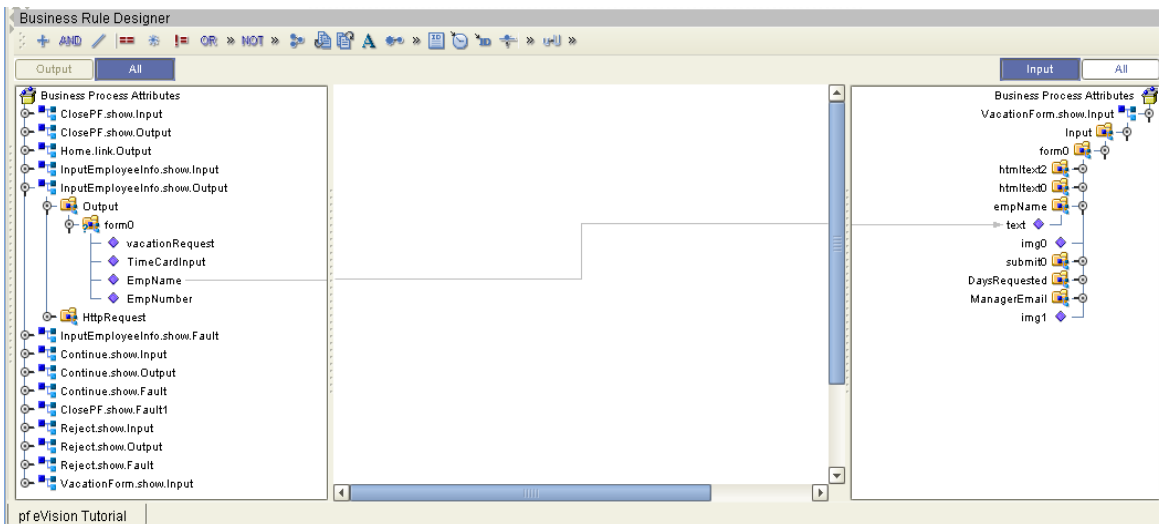 Business Rule Designer
AND == != OR » NOT » A » » »
Output All Input All
Business Process Attributes
ClosePF.show.Input
ClosePF.show.Output
Home.link.Output
InputEmployeeInfo.show.Input
InputEmployeeInfo.show.Output
Output
form0
vacationRequest
TimeCardInput
EmpName
EmpNumber
HttpRequest
InputEmployeeInfo.show.Fault
Continue.show.Input
Continue.show.Output
Continue.show.Fault
ClosePF.show.Fault1
Reject.show.Input
Reject.show.Output
Reject.show.Fault
VacationForm.show.Input
Business Process Attributes
VacationForm.show.Input
Input
form0
htmltext2
htmltext0
empName
text
img0
submit0
DaysRequested
ManagerEmail
img1
pf eVision Tutorial